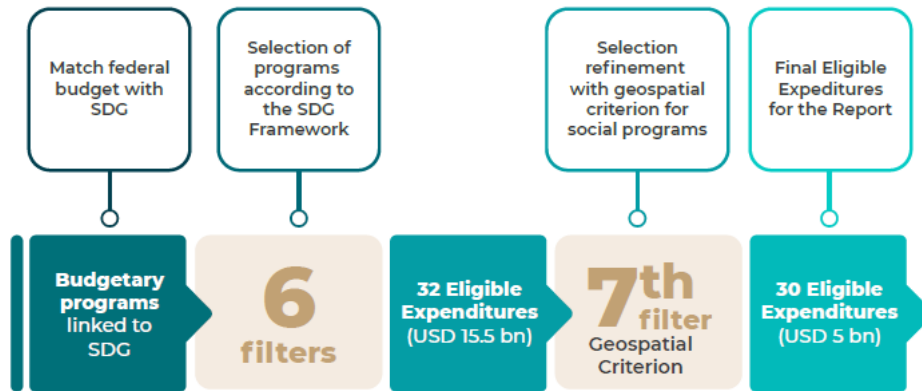 Match federal
budget with
SDG
Selection of
programs
according to
the SDG
Framework
Selection
refinement
with geospatial
criterion for
social programs
Final Eligible
Expeditures
for the Report
Budgetary
programs
linked to
SDG
6
filters
32 Eligible
Expenditures
(USD 15.5 bn)
7th
filter
Geospatial
Criterion
30 Eligible
Expenditures
(USD 5 bn)